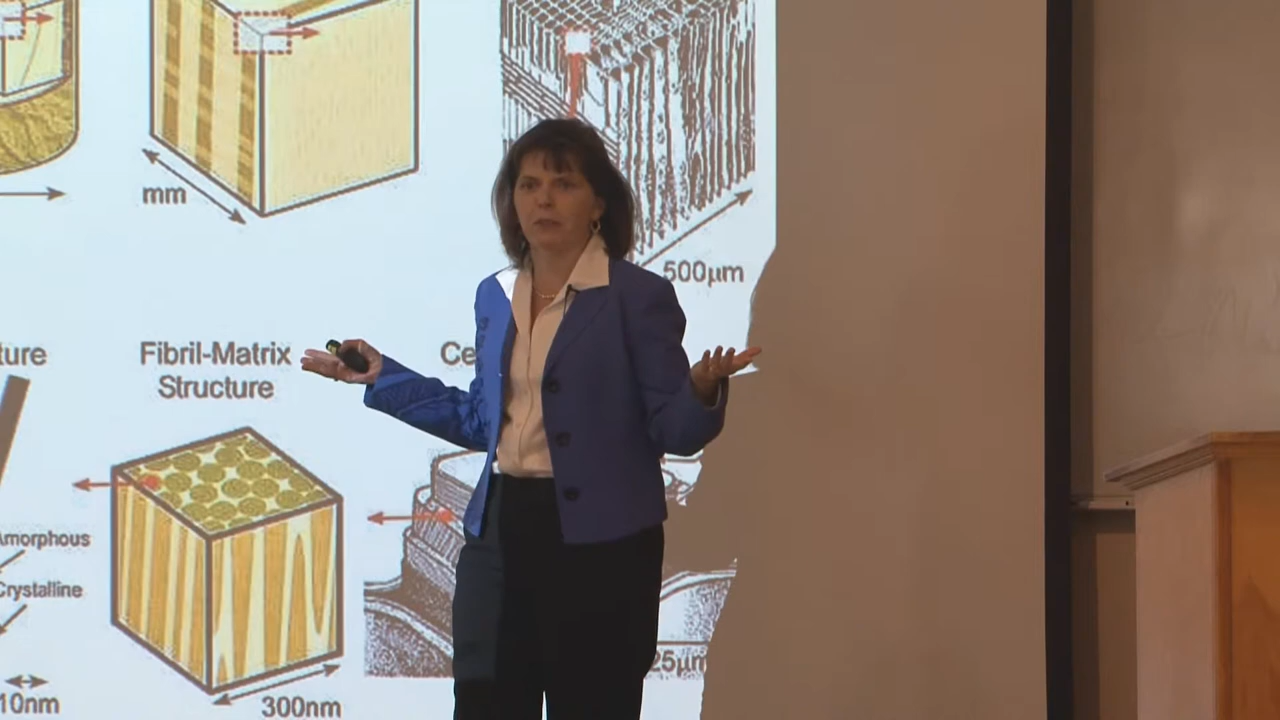 mm
500μm
ture
Fibril-Matrix
Structure
Ce
Amorphous
Crystalline
10nm
300nm
25μm